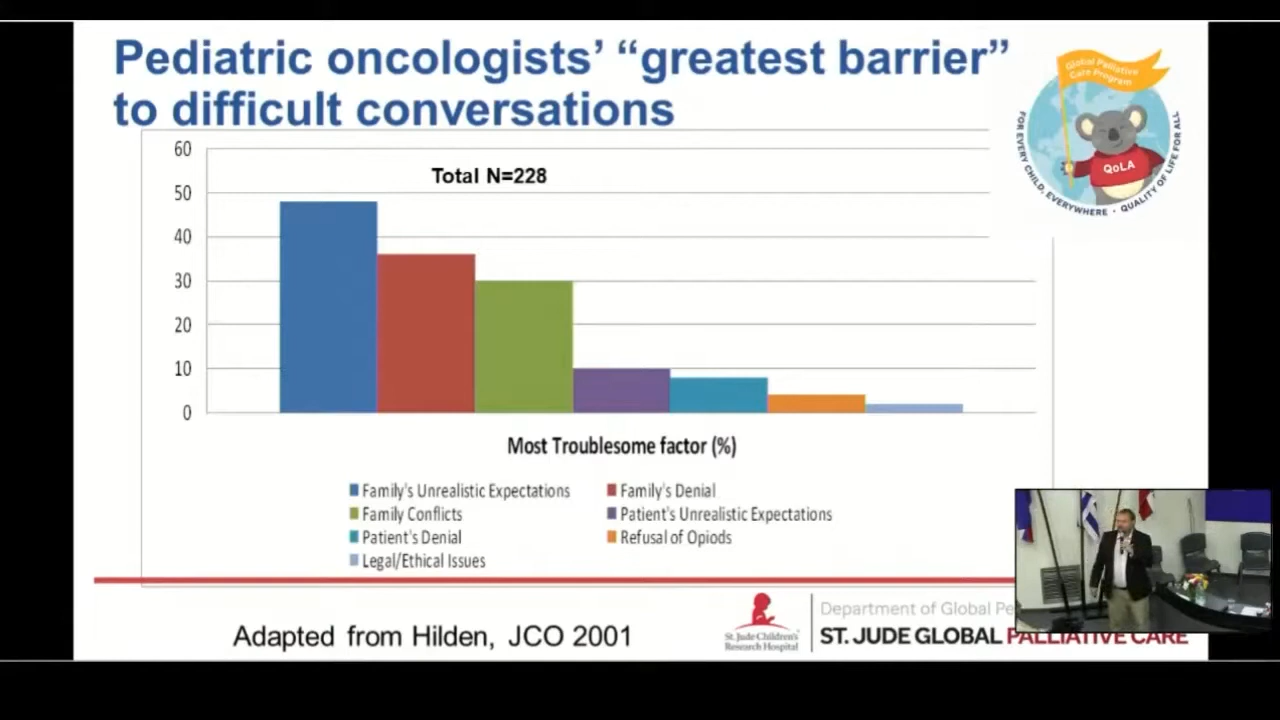 Pediatric oncologists’ “greatest barrier”
to difficult conversations
Global Palliative
Care Program
FOR EVERY CHILD, EVERYWHERE • QUALITY OF LIFE FOR ALL
QoLA
60
50
40
30
20
10
0
Total N=228
Most Troublesome factor (%)
Family's Unrealistic Expectations
Family's Denial
Family Conflicts
Patient's Unrealistic Expectations
Patient's Denial
Refusal of Opiods
Legal/Ethical Issues
Adapted from Hilden, JCO 2001
St. Jude Children's
Research Hospital
Department of Global
ST. JUDE GLOBAL PALLIATIVE CARE